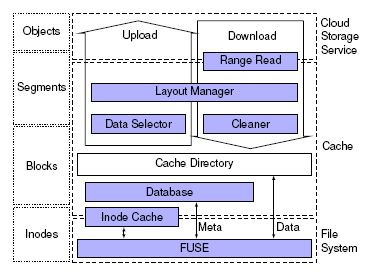 Objects
Upload
Download
Cloud
Storage
Service
Range Read
Segments
Layout Manager
Data Selector
Cleaner
Cache
Blocks
Cache Directory
Database
Inode Cache
Meta
Data
Inodes
FUSE
File
System